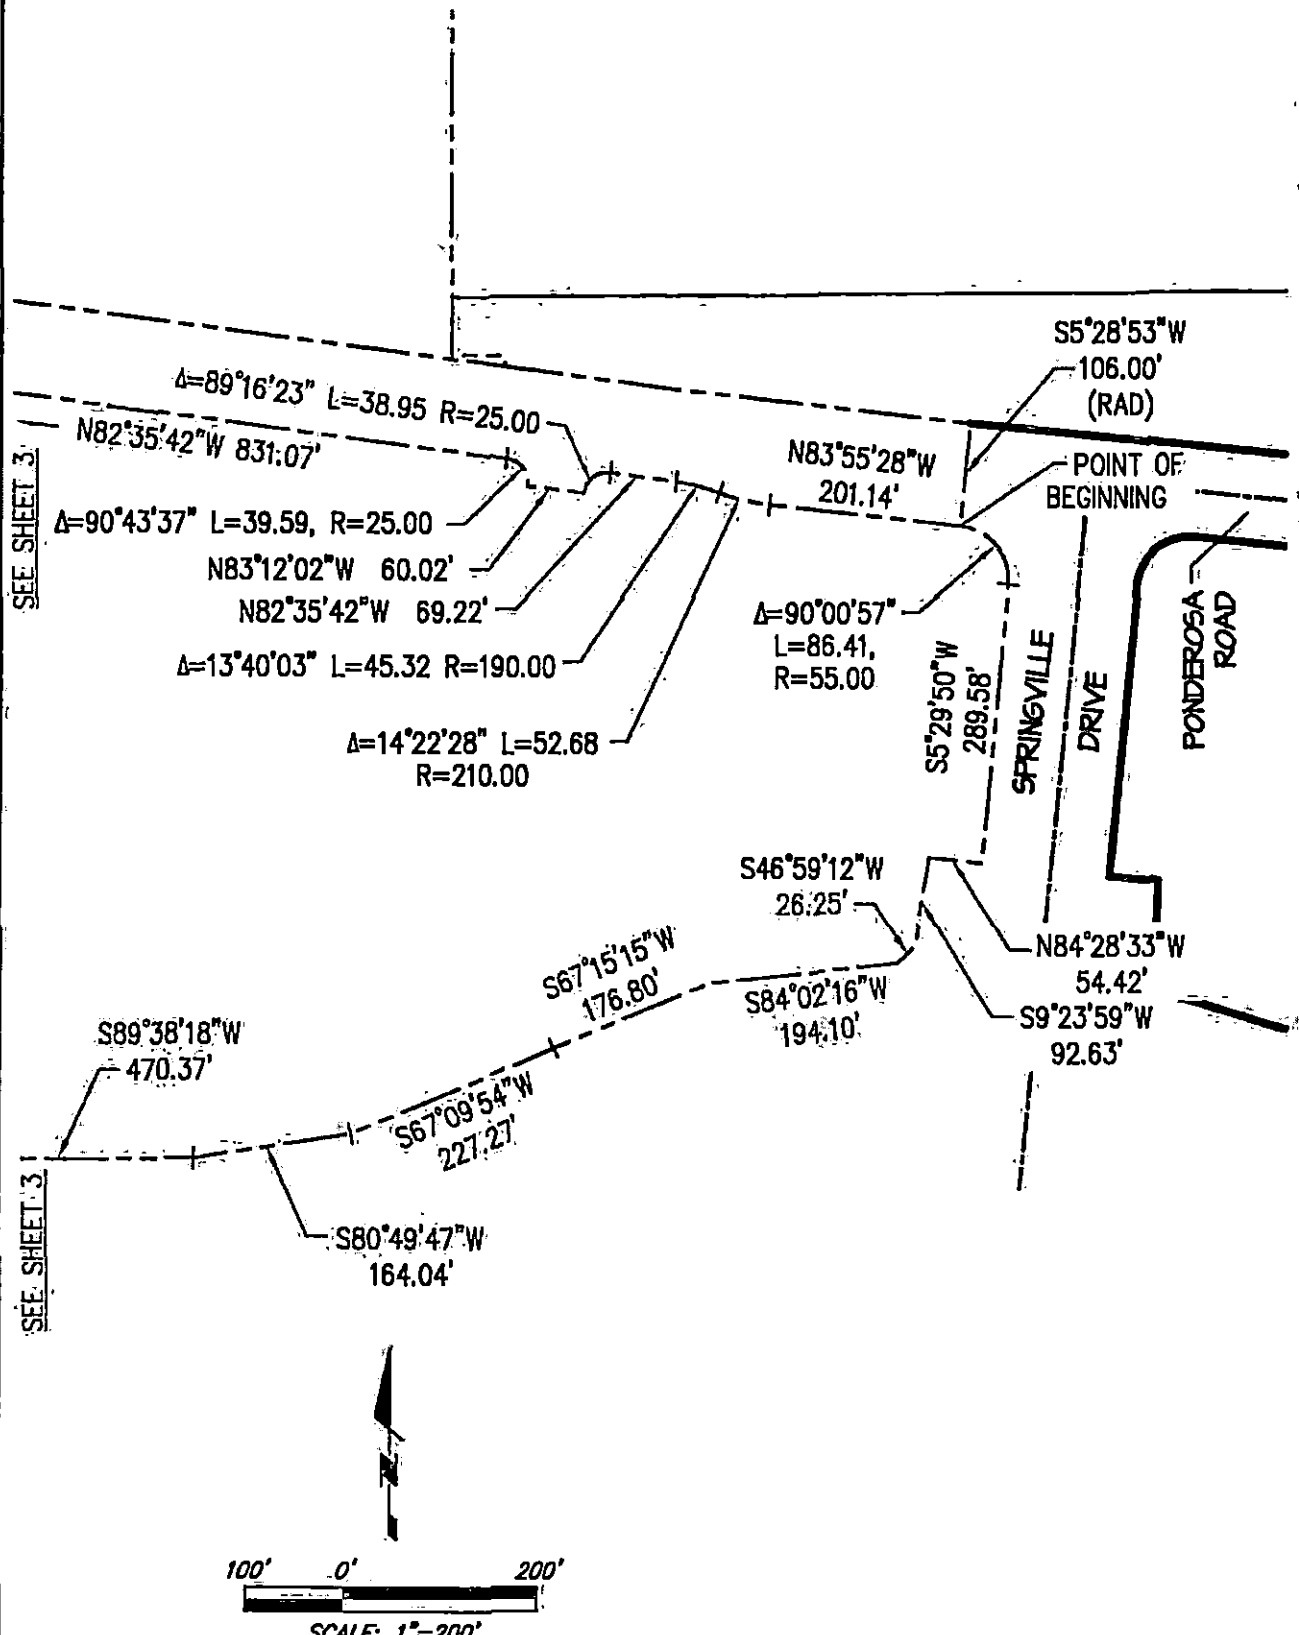 S5°28'53"W
106.00'
(RAD)
Δ=89°16'23" L=38.95 R=25.00
N82°35'42"W 831.07'
N83°55'28"W
201.14'
POINT OF
BEGINNING
SEE SHEET 3
Δ=90°43'37" L=39.59, R=25.00
N83°12'02"W 60.02'
N82°35'42"W 69.22'
Δ=13°40'03" L=45.32 R=190.00
Δ=14°22'28" L=52.68
R=210.00
Δ=90°00'57"
L=86.41,
R=55.00
S5°29'50"W
289.58'
SPRINGVILLE
DRIVE
PONDEROSA
ROAD
S46°59'12"W
26.25'
N84°28'33"W
54.42'
S9°23'59"W
92.63'
S67°15'15"W
176.80'
S84°02'16"W
194.10'
S89°38'18"W
470.37'
S67°09'54"W
227.27'
SEE SHEET 3
S80°49'47"W
164.04'
N
100' 0' 200'
SCALE: 1"=200'